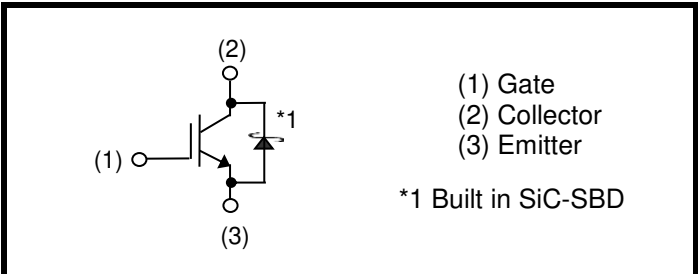 (2)
*1
(1)
(3)
(1) Gate
(2) Collector
(3) Emitter
*1 Built in SiC-SBD